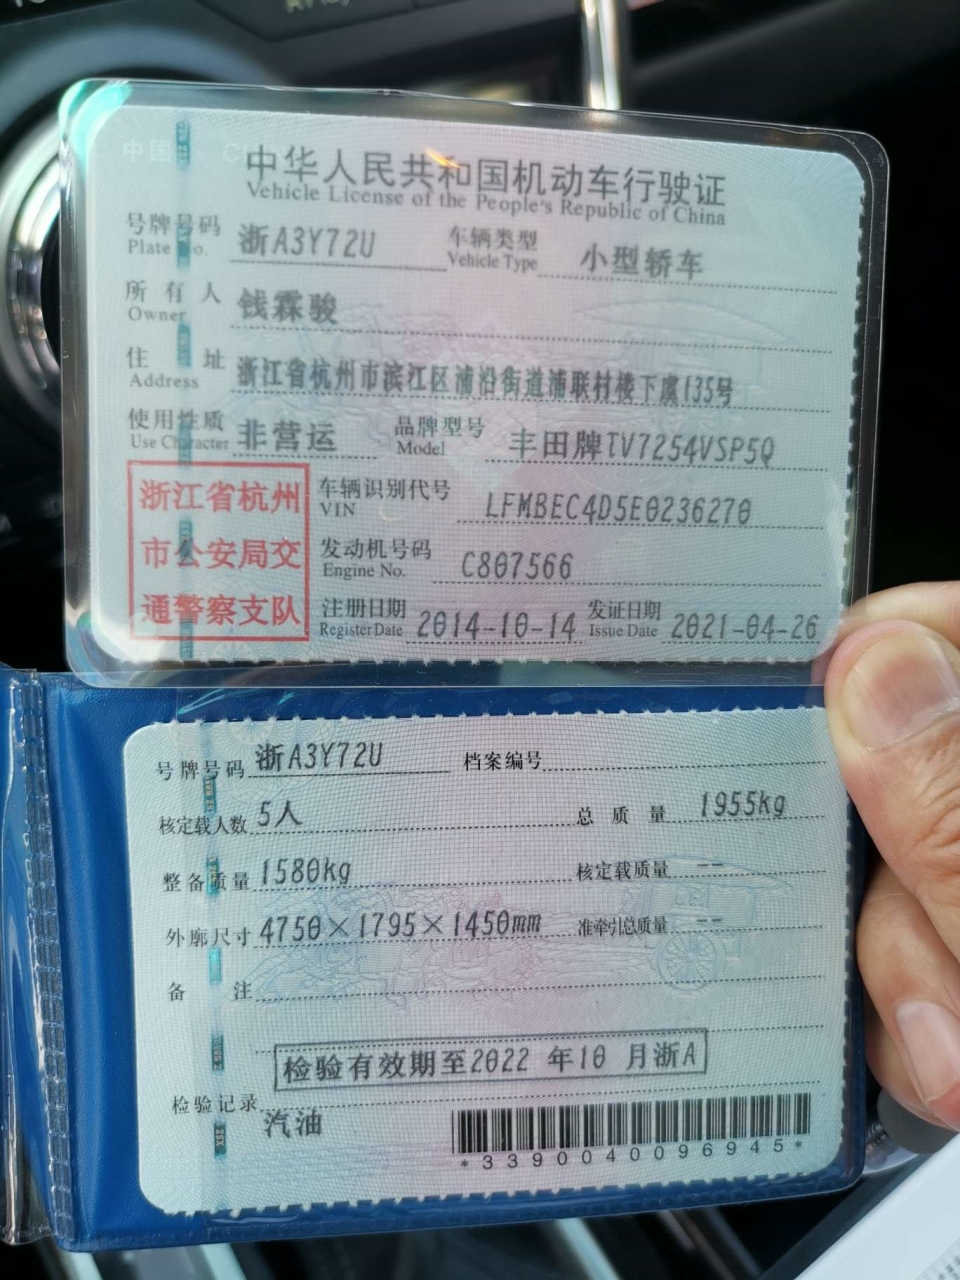 中华人民共和国机动车行驶证
Vehicle License of the People's Republic of China
号牌号码 浙A3Y72U 车辆类型 小型轿车
Plate No. Vehicle Type
所有人 钱霖骏
Owner
住址 浙江省杭州市滨江区浦沿街道浦联村楼下虞135号
Address
使用性质 非营运 品牌型号 丰田牌TV7254VSP5Q
Use Character Model
浙江省杭州
市公安局交
通警察支队
车辆识别代号 LFMBEC4D5E0236270
VIN
发动机号码 C807566
Engine No.
注册日期 2014-10-14 发证日期 2021-04-26
Register Date Issue Date
号牌号码 浙A3Y72U 档案编号
核定载人数 5人 总质量 1955kg
整备质量 1580kg 核定载质量 --
外廓尺寸 4750×1795×1450mm 准牵引总质量 --
备注
检验有效期至2022 年10 月浙A
检验记录
汽油
*3390040096945*